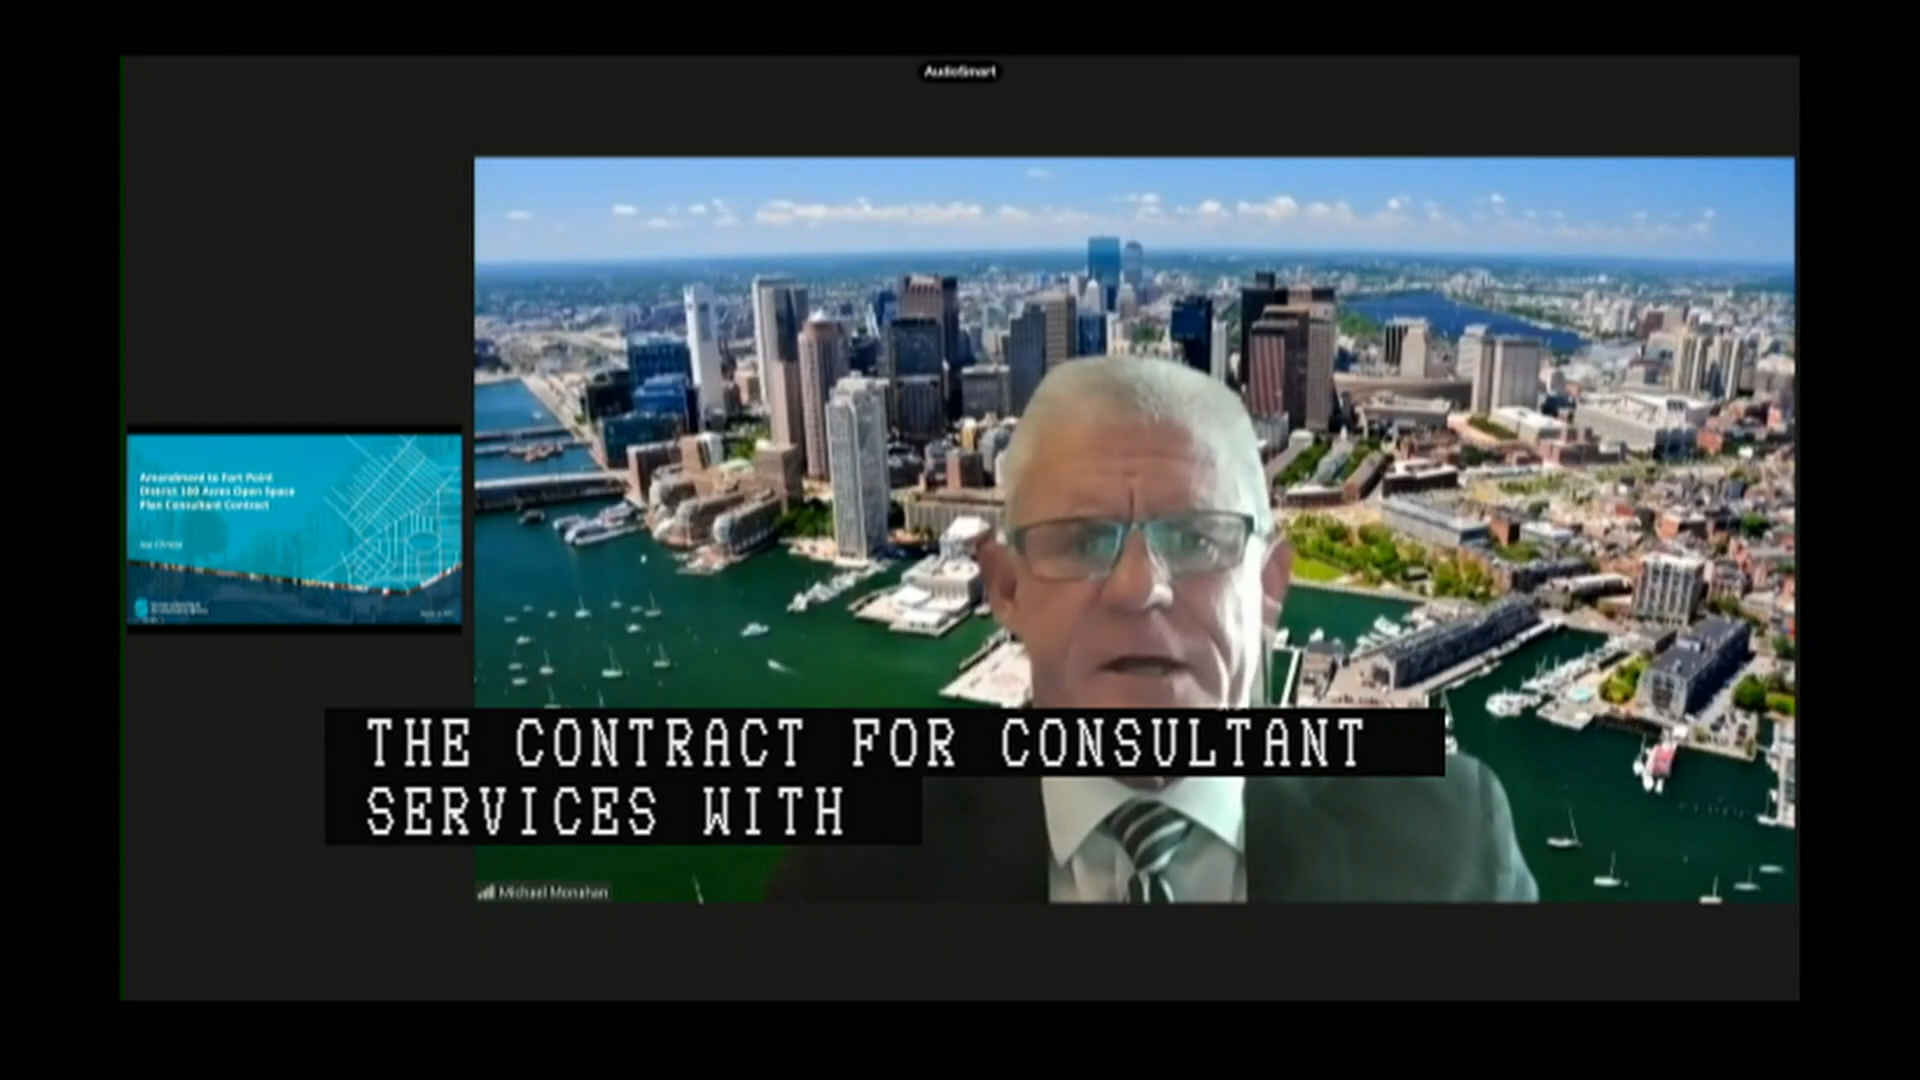 AudioSmart
Amendment to Fort Point
District 100 Acres Open Space
Plan Consultant Contract
THE CONTRACT FOR CONSULTANT
SERVICES WITH
Michael Monahan